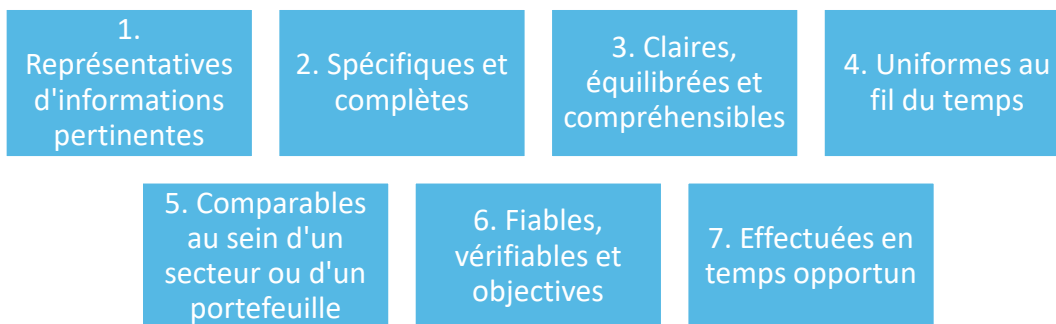 1.
Représentatives
d'informations
pertinentes
2. Spécifiques et
complètes
3. Claires,
équilibrées et
compréhensibles
4. Uniformes au
fil du temps
5. Comparables
au sein d'un
secteur ou d'un
portefeuille
6. Fiables,
vérifiables et
objectives
7. Effectuées en
temps opportun